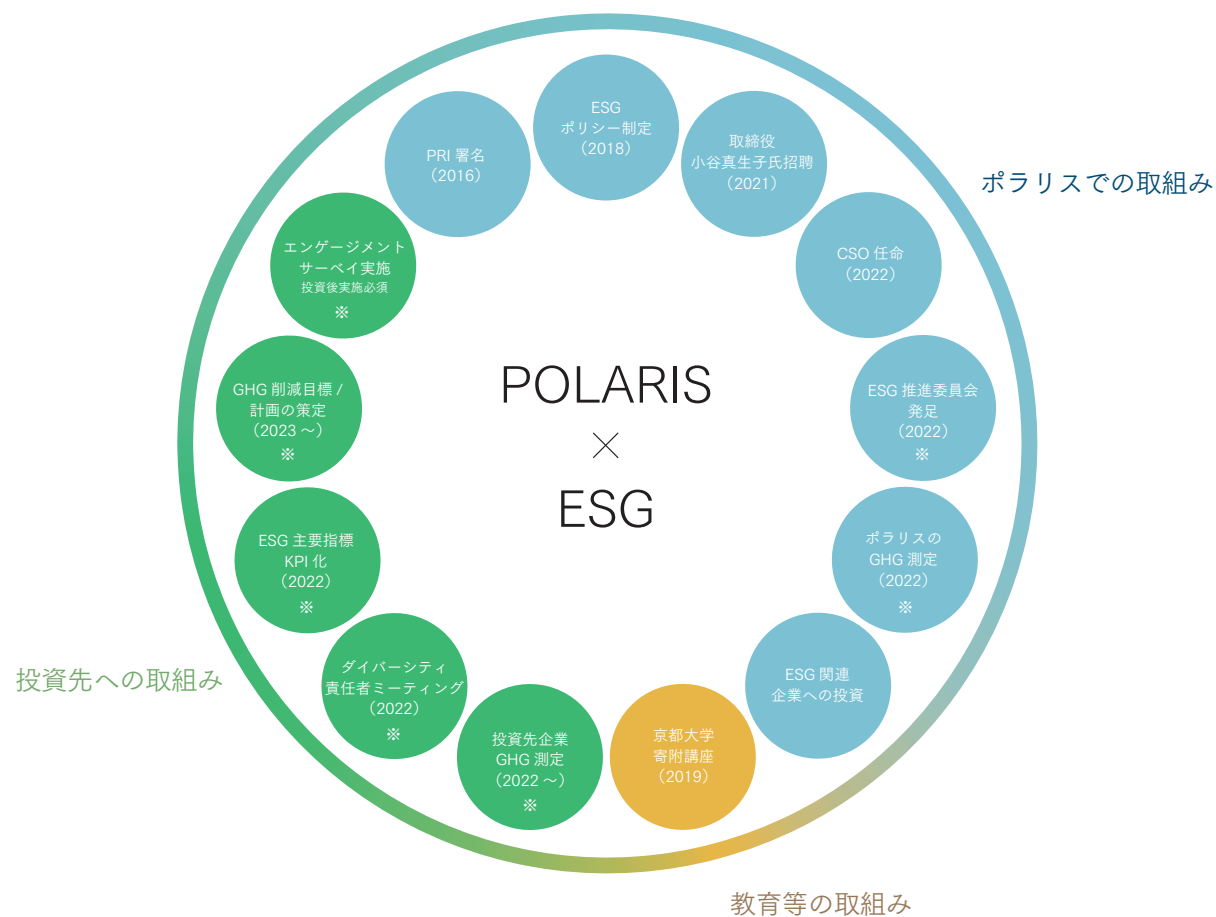 POLARIS
×
ESG
ポラリスでの取組み
PRI 署名
（2016）
ESG
ポリシー制定
（2018）
取締役
小谷真生子氏招聘
（2021）
CSO 任命
（2022）
ESG 推進委員会
発足
（2022）
※
ポラリスの
GHG 測定
（2022）
※
ESG 関連
企業への投資
教育等の取組み
京都大学
寄附講座
（2019）
投資先への取組み
投資先企業
GHG 測定
（2022 〜）
※
ダイバーシティ
責任者ミーティング
（2022）
※
ESG 主要指標
KPI 化
（2022）
※
GHG 削減目標 /
計画の策定
（2023 〜）
※
エンゲージメント
サーベイ実施
投資後実施必須
※